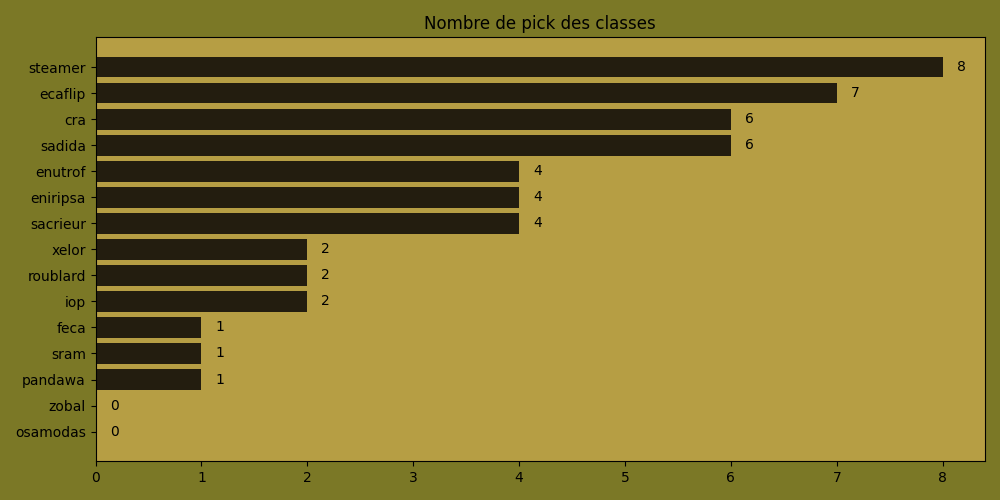 Nombre de pick des classes
steamer 8
ecaflip 7
cra 6
sadida 6
enutrof 4
eniripsa 4
sacrieur 4
xelor 2
roublard 2
iop 2
feca 1
sram 1
pandawa 1
zobal 0
osamodas 0
0 1 2 3 4 5 6 7 8